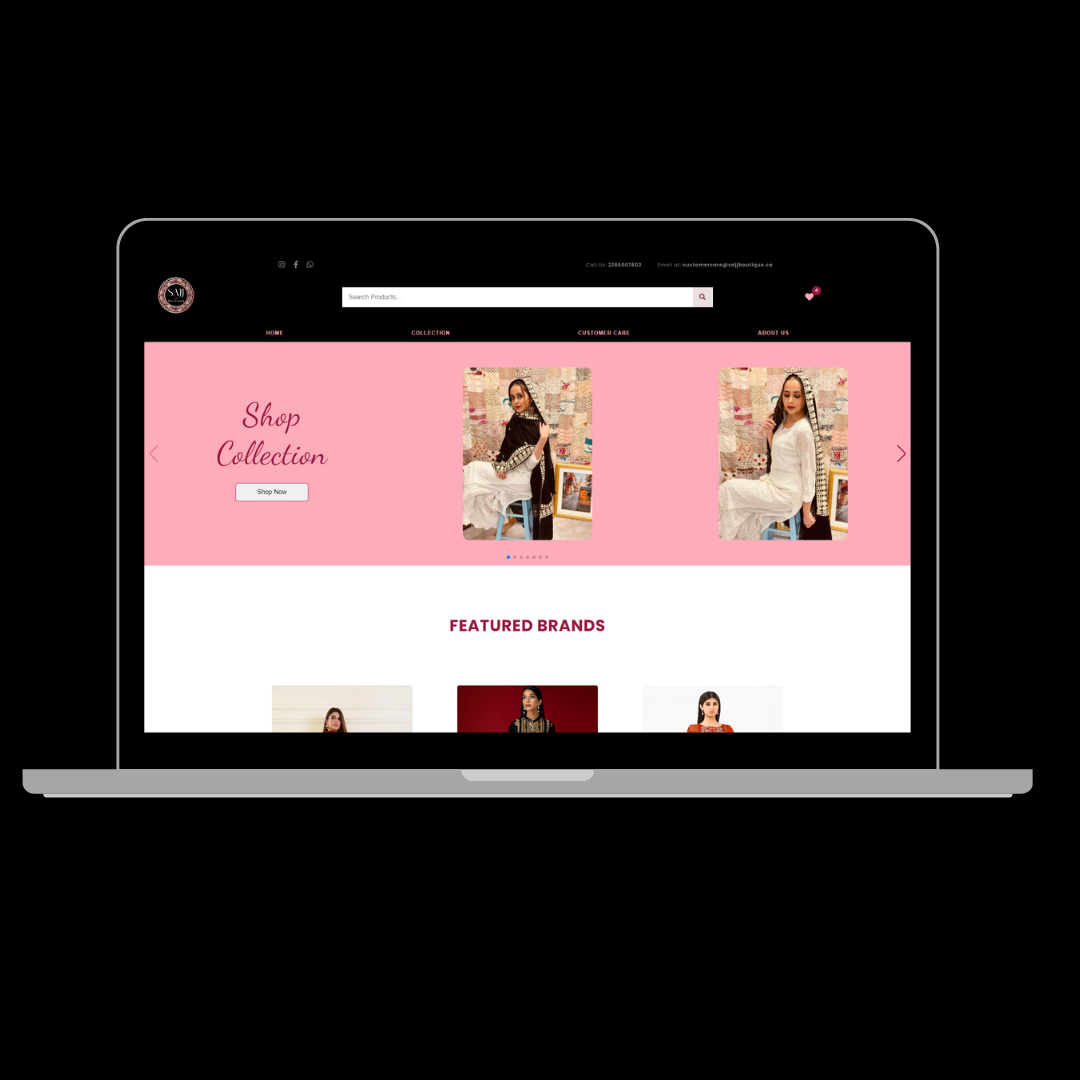 Call Us: 2268007802 Email at: customercare@sajjboutique.ca
SAJJ
Search Products...
4
HOME COLLECTION CUSTOMER CARE ABOUT US
Shop
Collection
Shop Now
FEATURED BRANDS